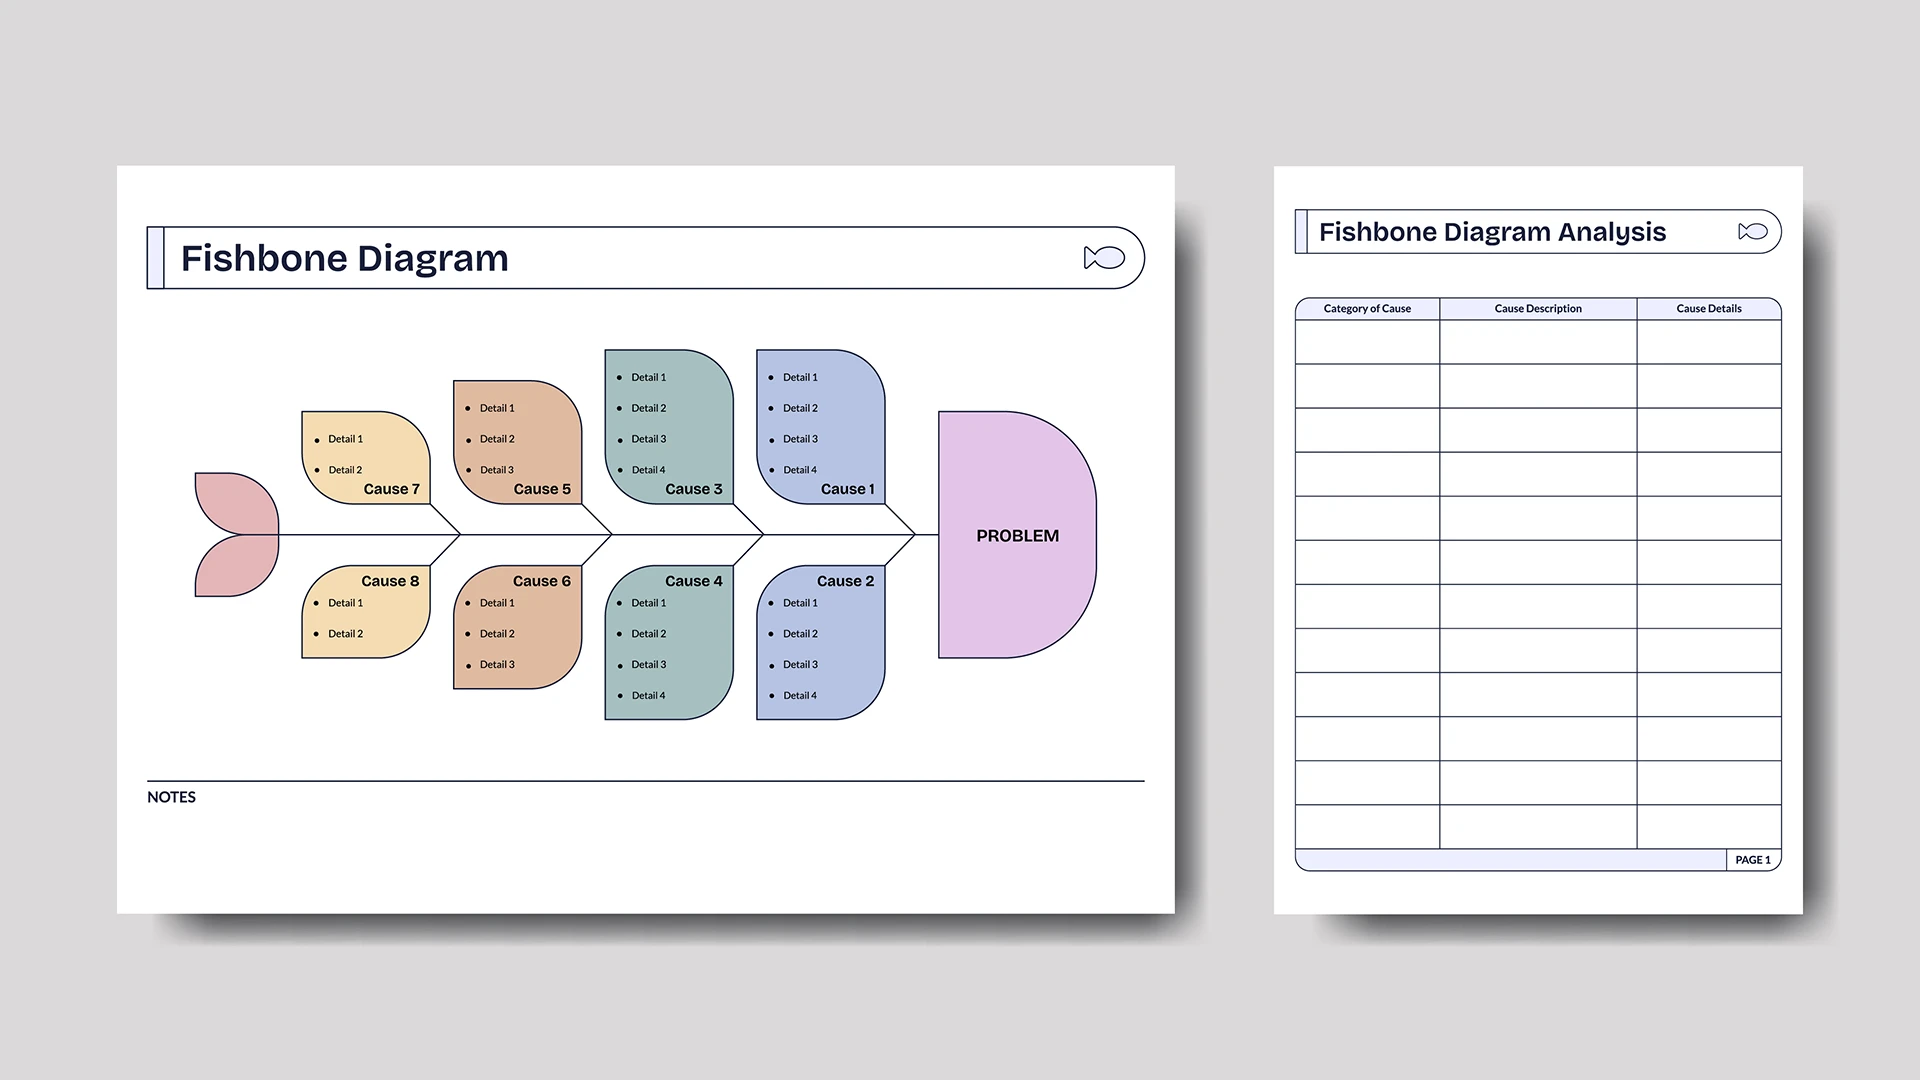 Fishbone Diagram
Detail 1
Detail 2
Cause 7
Detail 1
Detail 2
Detail 3
Cause 5
Detail 1
Detail 2
Detail 3
Detail 4
Cause 3
Detail 1
Detail 2
Detail 3
Detail 4
Cause 1
PROBLEM
Cause 8
Detail 1
Detail 2
Cause 6
Detail 1
Detail 2
Detail 3
Cause 4
Detail 1
Detail 2
Detail 3
Detail 4
Cause 2
Detail 1
Detail 2
Detail 3
Detail 4
NOTES
Fishbone Diagram Analysis
Category of Cause Cause Description Cause Details
PAGE 1